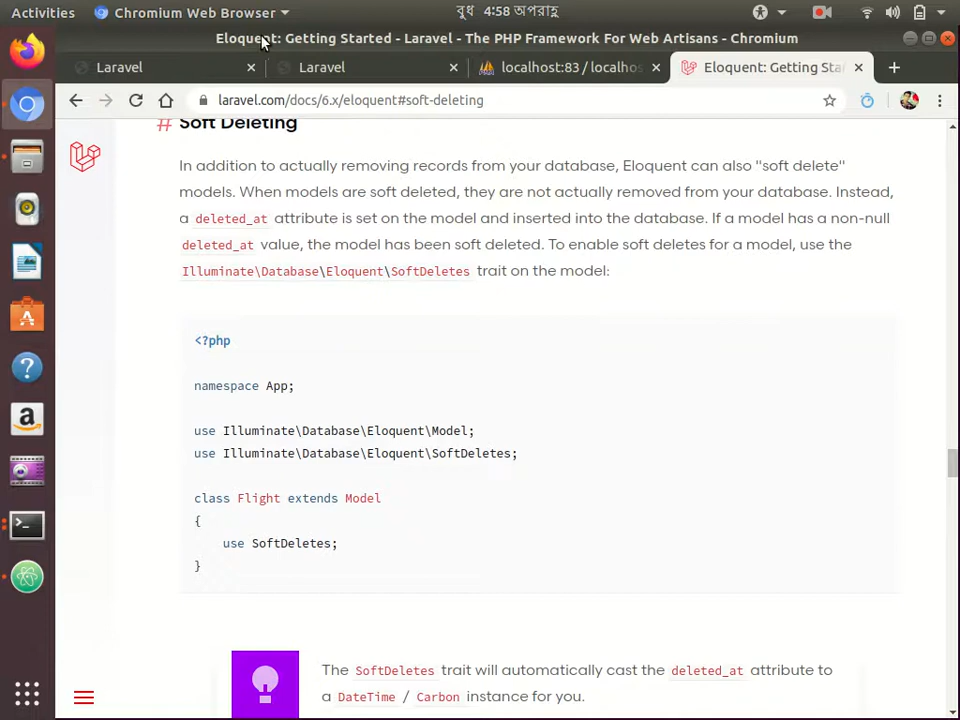 Activities
Chromium Web Browser
বুধ 4:58 অপরাহ্ণ
Eloquent: Getting Started - Laravel - The PHP Framework For Web Artisans - Chromium
Laravel
Laravel
localhost:83 / localhos
Eloquent: Getting Sta
laravel.com/docs/6.x/eloquent#soft-deleting
# Soft Deleting
In addition to actually removing records from your database, Eloquent can also "soft delete"
models. When models are soft deleted, they are not actually removed from your database. Instead,
a deleted_at attribute is set on the model and inserted into the database. If a model has a non-null
deleted_at value, the model has been soft deleted. To enable soft deletes for a model, use the
Illuminate\Database\Eloquent\SoftDeletes trait on the model:
<?php
namespace App;
use Illuminate\Database\Eloquent\Model;
use Illuminate\Database\Eloquent\SoftDeletes;
class Flight extends Model
{
use SoftDeletes;
}
The SoftDeletes trait will automatically cast the deleted_at attribute to
a DateTime / Carbon instance for you.